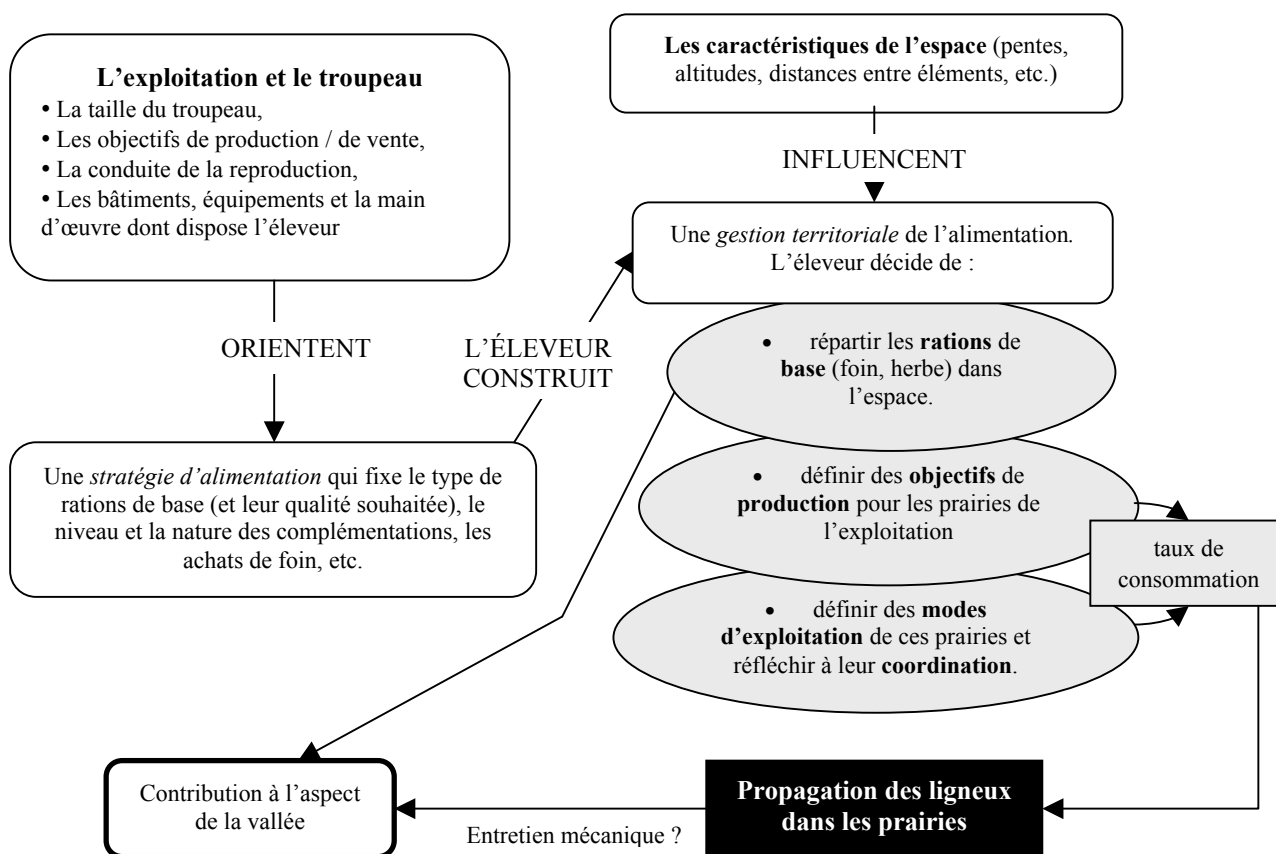 L'exploitation et le troupeau
• La taille du troupeau,
• Les objectifs de production / de vente,
• La conduite de la reproduction,
• Les bâtiments, équipements et la main
d'œuvre dont dispose l'éleveur
Les caractéristiques de l'espace (pentes,
altitudes, distances entre éléments, etc.)
INFLUENCENT
ORIENTENT
L'ÉLEVEUR
CONSTRUIT
Une gestion territoriale de l'alimentation.
L'éleveur décide de :
• répartir les rations de
base (foin, herbe) dans
l'espace.
Une stratégie d'alimentation qui fixe le type de
rations de base (et leur qualité souhaitée), le
niveau et la nature des complémentations, les
achats de foin, etc.
• définir des objectifs de
production pour les prairies de
l'exploitation
taux de
consommation
• définir des modes
d'exploitation de ces prairies et
réfléchir à leur coordination.
Contribution à l'aspect
de la vallée
Entretien mécanique ?
Propagation des ligneux
dans les prairies